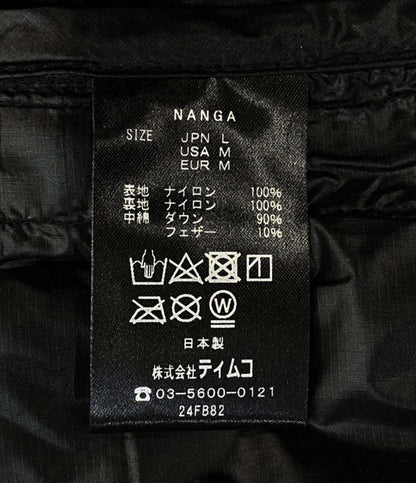 NANGA
SIZE JPN L
USA M
EUR M
表地 ナイロン 100%
裏地 ナイロン 100%
中綿 ダウン 90%
フェザー 10%
W
日本製
株式会社ティムコ
☎03-5600-0121
24FB82